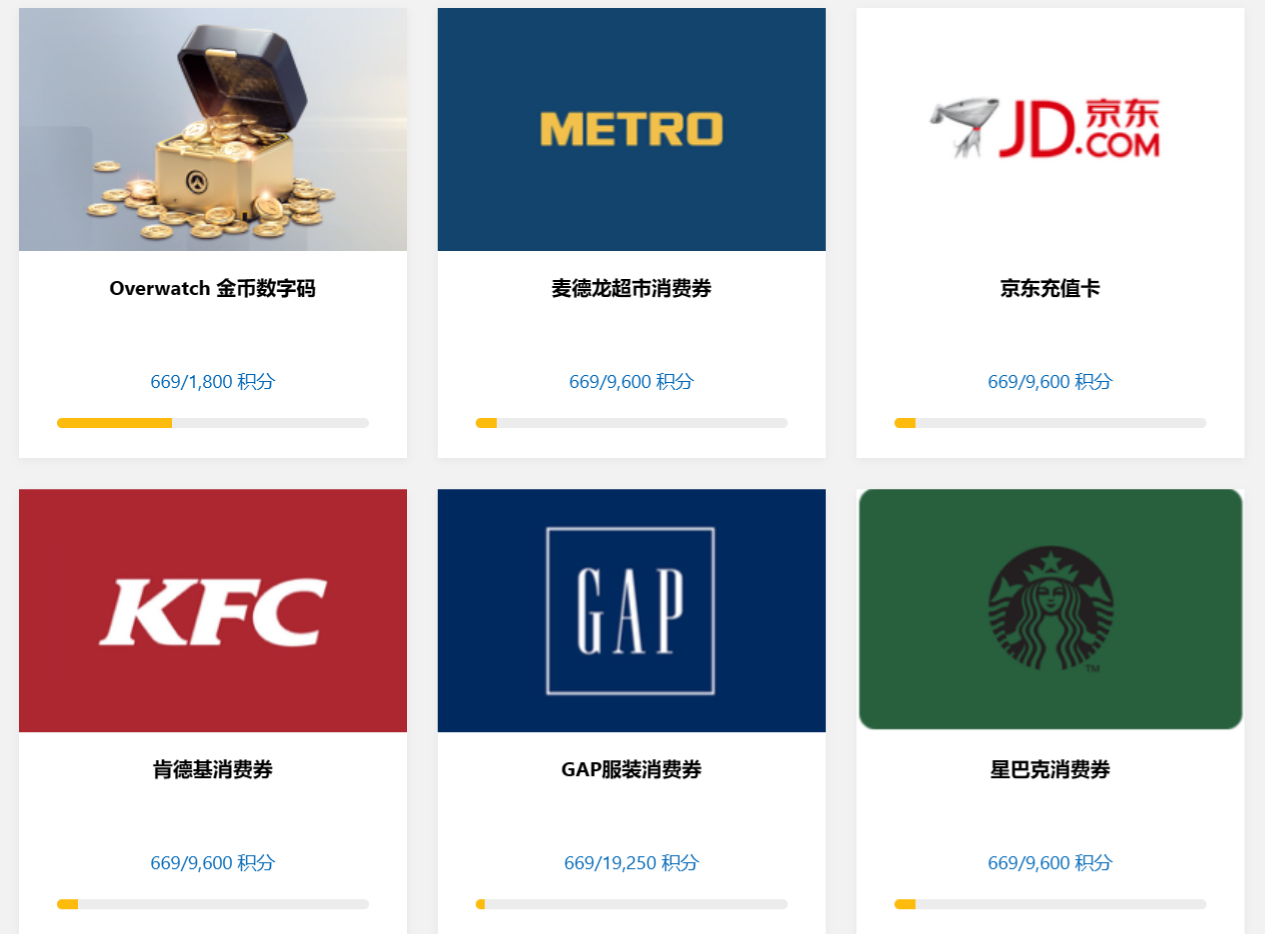 METRO
JD.COM 京东
Overwatch 金币数字码
麦德龙超市消费券
京东充值卡
669/1,800 积分
669/9,600 积分
669/9,600 积分
KFC
GAP
TM
肯德基消费券
GAP服装消费券
星巴克消费券
669/9,600 积分
669/19,250 积分
669/9,600 积分